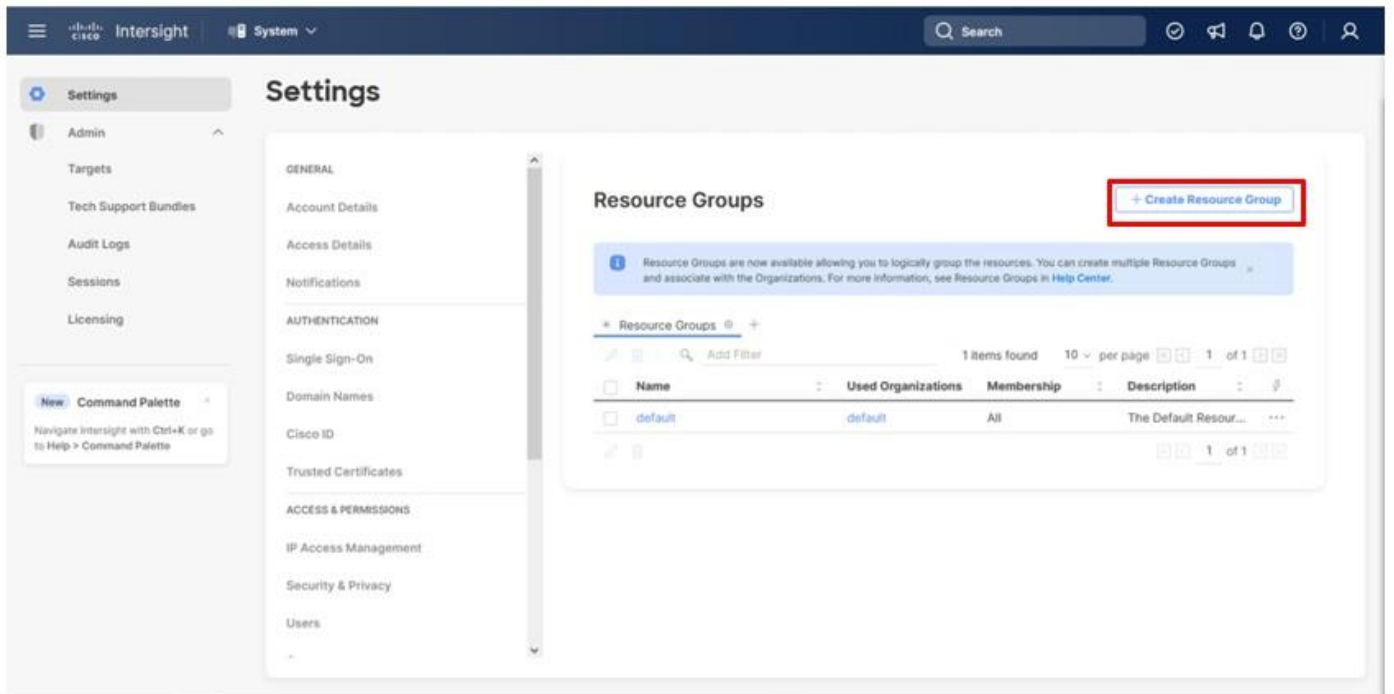 cisco Intersight
System
Search
Settings
Admin
Targets
Tech Support Bundles
Audit Logs
Sessions
Licensing
New Command Palette
Navigate Intersight with Ctrl+K or go
to Help > Command Palette
Settings
GENERAL
Account Details
Access Details
Notifications
AUTHENTICATION
Single Sign-On
Domain Names
Cisco ID
Trusted Certificates
ACCESS & PERMISSIONS
IP Access Management
Security & Privacy
Users
Resource Groups
+ Create Resource Group
Resource Groups are now available allowing you to logically group the resources. You can create multiple Resource Groups
and associate with the Organizations. For more information, see Resource Groups in Help Center.
Resource Groups
Add Filter
1 items found 10 per page 1 of 1
Name Used Organizations Membership Description
default default All The Default Resour... ...
1 of 1